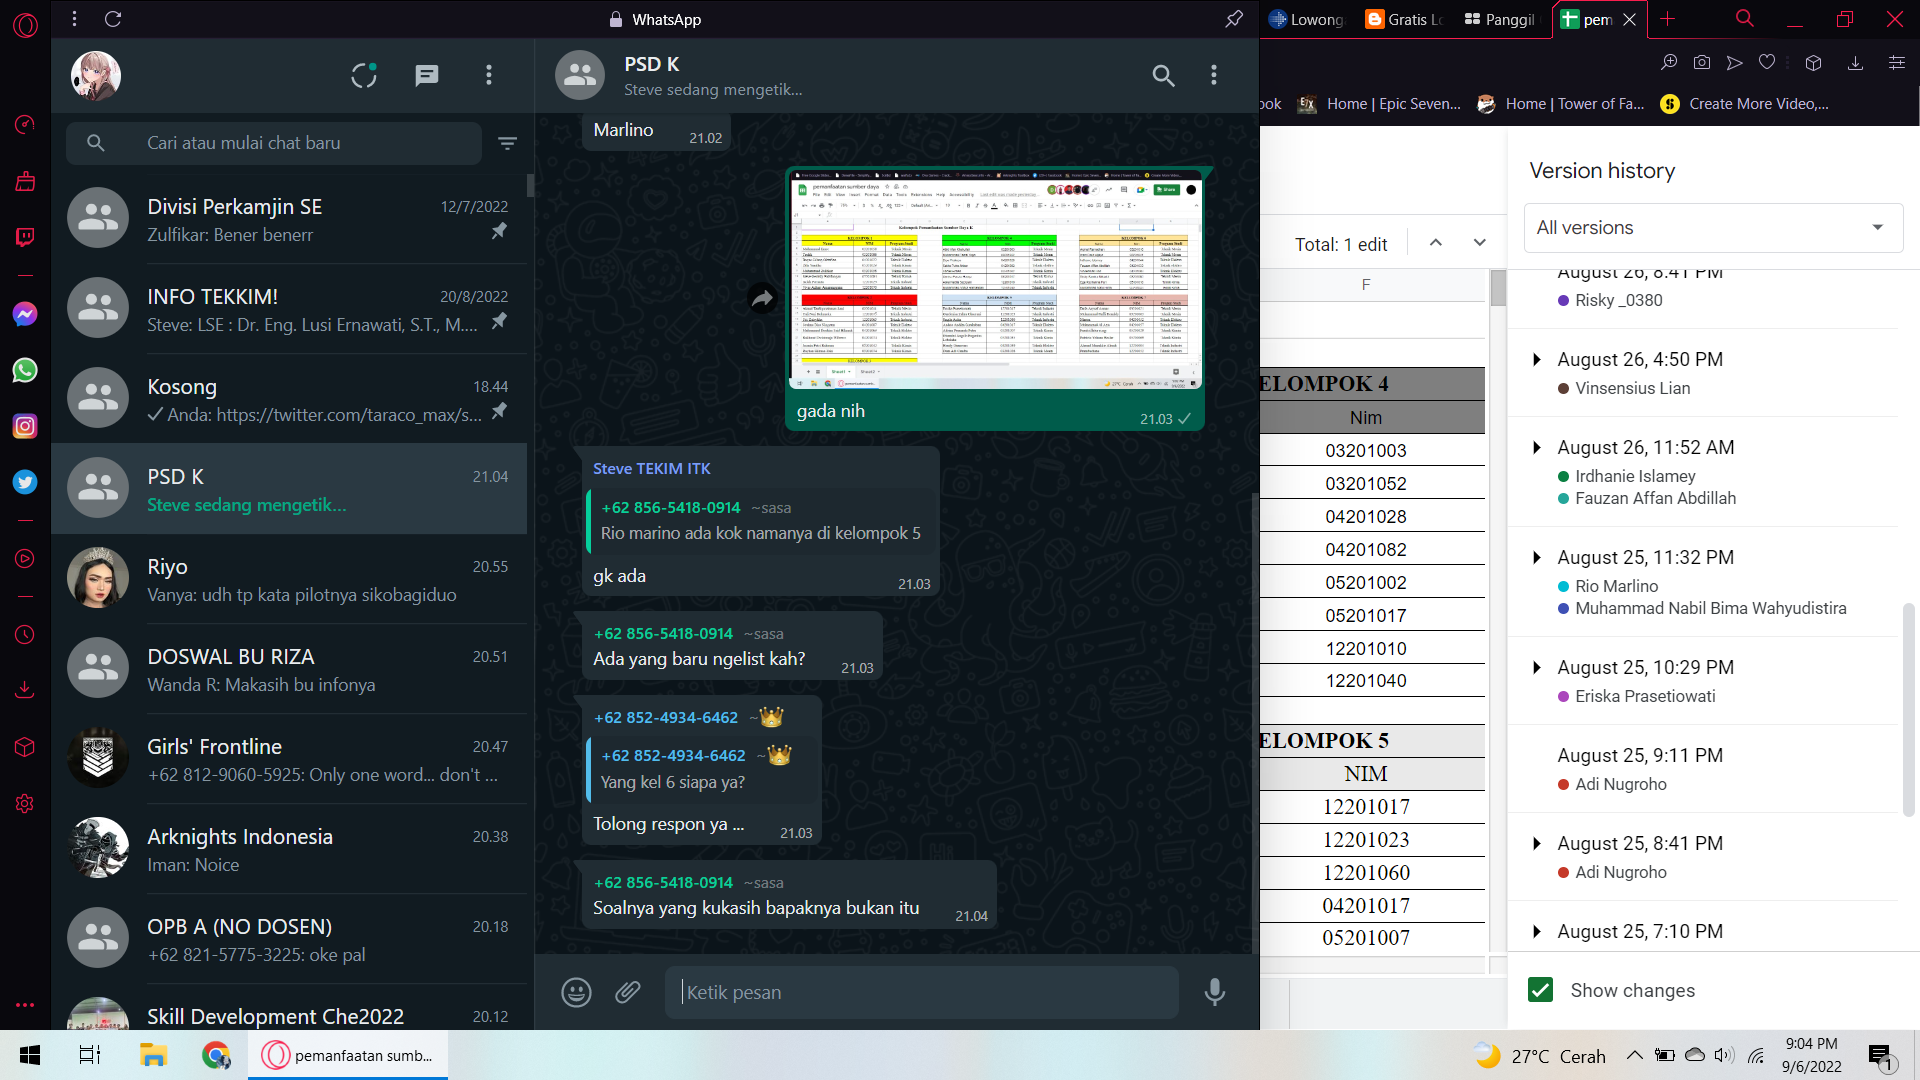 WhatsApp
Lowong
Gratis Lo
Panggil
pem
ook
Home | Epic Seven...
Home | Tower of Fa...
Create More Video,...
PSD K
Steve sedang mengetik...
Cari atau mulai chat baru
Divisi Perkamjin SE
12/7/2022
Zulfikar: Bener benerr
INFO TEKKIM!
20/8/2022
Steve: LSE : Dr. Eng. Lusi Ernawati, S.T., M....
Kosong
18.44
Anda: https://twitter.com/taraco_max/s...
PSD K
21.04
Steve sedang mengetik...
Riyo
20.55
Vanya: udh tp kata pilotnya sikobagiduo
DOSWAL BU RIZA
20.51
Wanda R: Makasih bu infonya
Girls' Frontline
20.47
+62 812-9060-5925: Only one word... don't ...
Arknights Indonesia
20.38
Iman: Noice
OPB A (NO DOSEN)
20.18
+62 821-5775-3225: oke pal
Skill Development Che2022
20.12
Marlino
21.02
pemanfaatan sumber daya
gada nih
21.03
Steve TEKIM ITK
+62 856-5418-0914 ~sasa
Rio marino ada kok namanya di kelompok 5
gk ada
21.03
+62 856-5418-0914 ~sasa
Ada yang baru ngelist kah?
21.03
+62 852-4934-6462 ~👑
+62 852-4934-6462 ~👑
Yang kel 6 siapa ya?
Tolong respon ya ...
21.03
+62 856-5418-0914 ~sasa
Soalnya yang kukasih bapaknya bukan itu
21.04
Ketik pesan
Total: 1 edit
F
ELOMPOK 4
Nim
03201003
03201052
04201028
04201082
05201002
05201017
12201010
12201040
ELOMPOK 5
NIM
12201017
12201023
12201060
04201017
05201007
Version history
All versions
August 26, 8:41 PM
Risky _0380
August 26, 4:50 PM
Vinsensius Lian
August 26, 11:52 AM
Irdhanie Islamey
Fauzan Affan Abdillah
August 25, 11:32 PM
Rio Marlino
Muhammad Nabil Bima Wahyudistira
August 25, 10:29 PM
Eriska Prasetiowati
August 25, 9:11 PM
Adi Nugroho
August 25, 8:41 PM
Adi Nugroho
August 25, 7:10 PM
Show changes
pemanfaatan sumb...
27°C Cerah
9:04 PM
9/6/2022
1